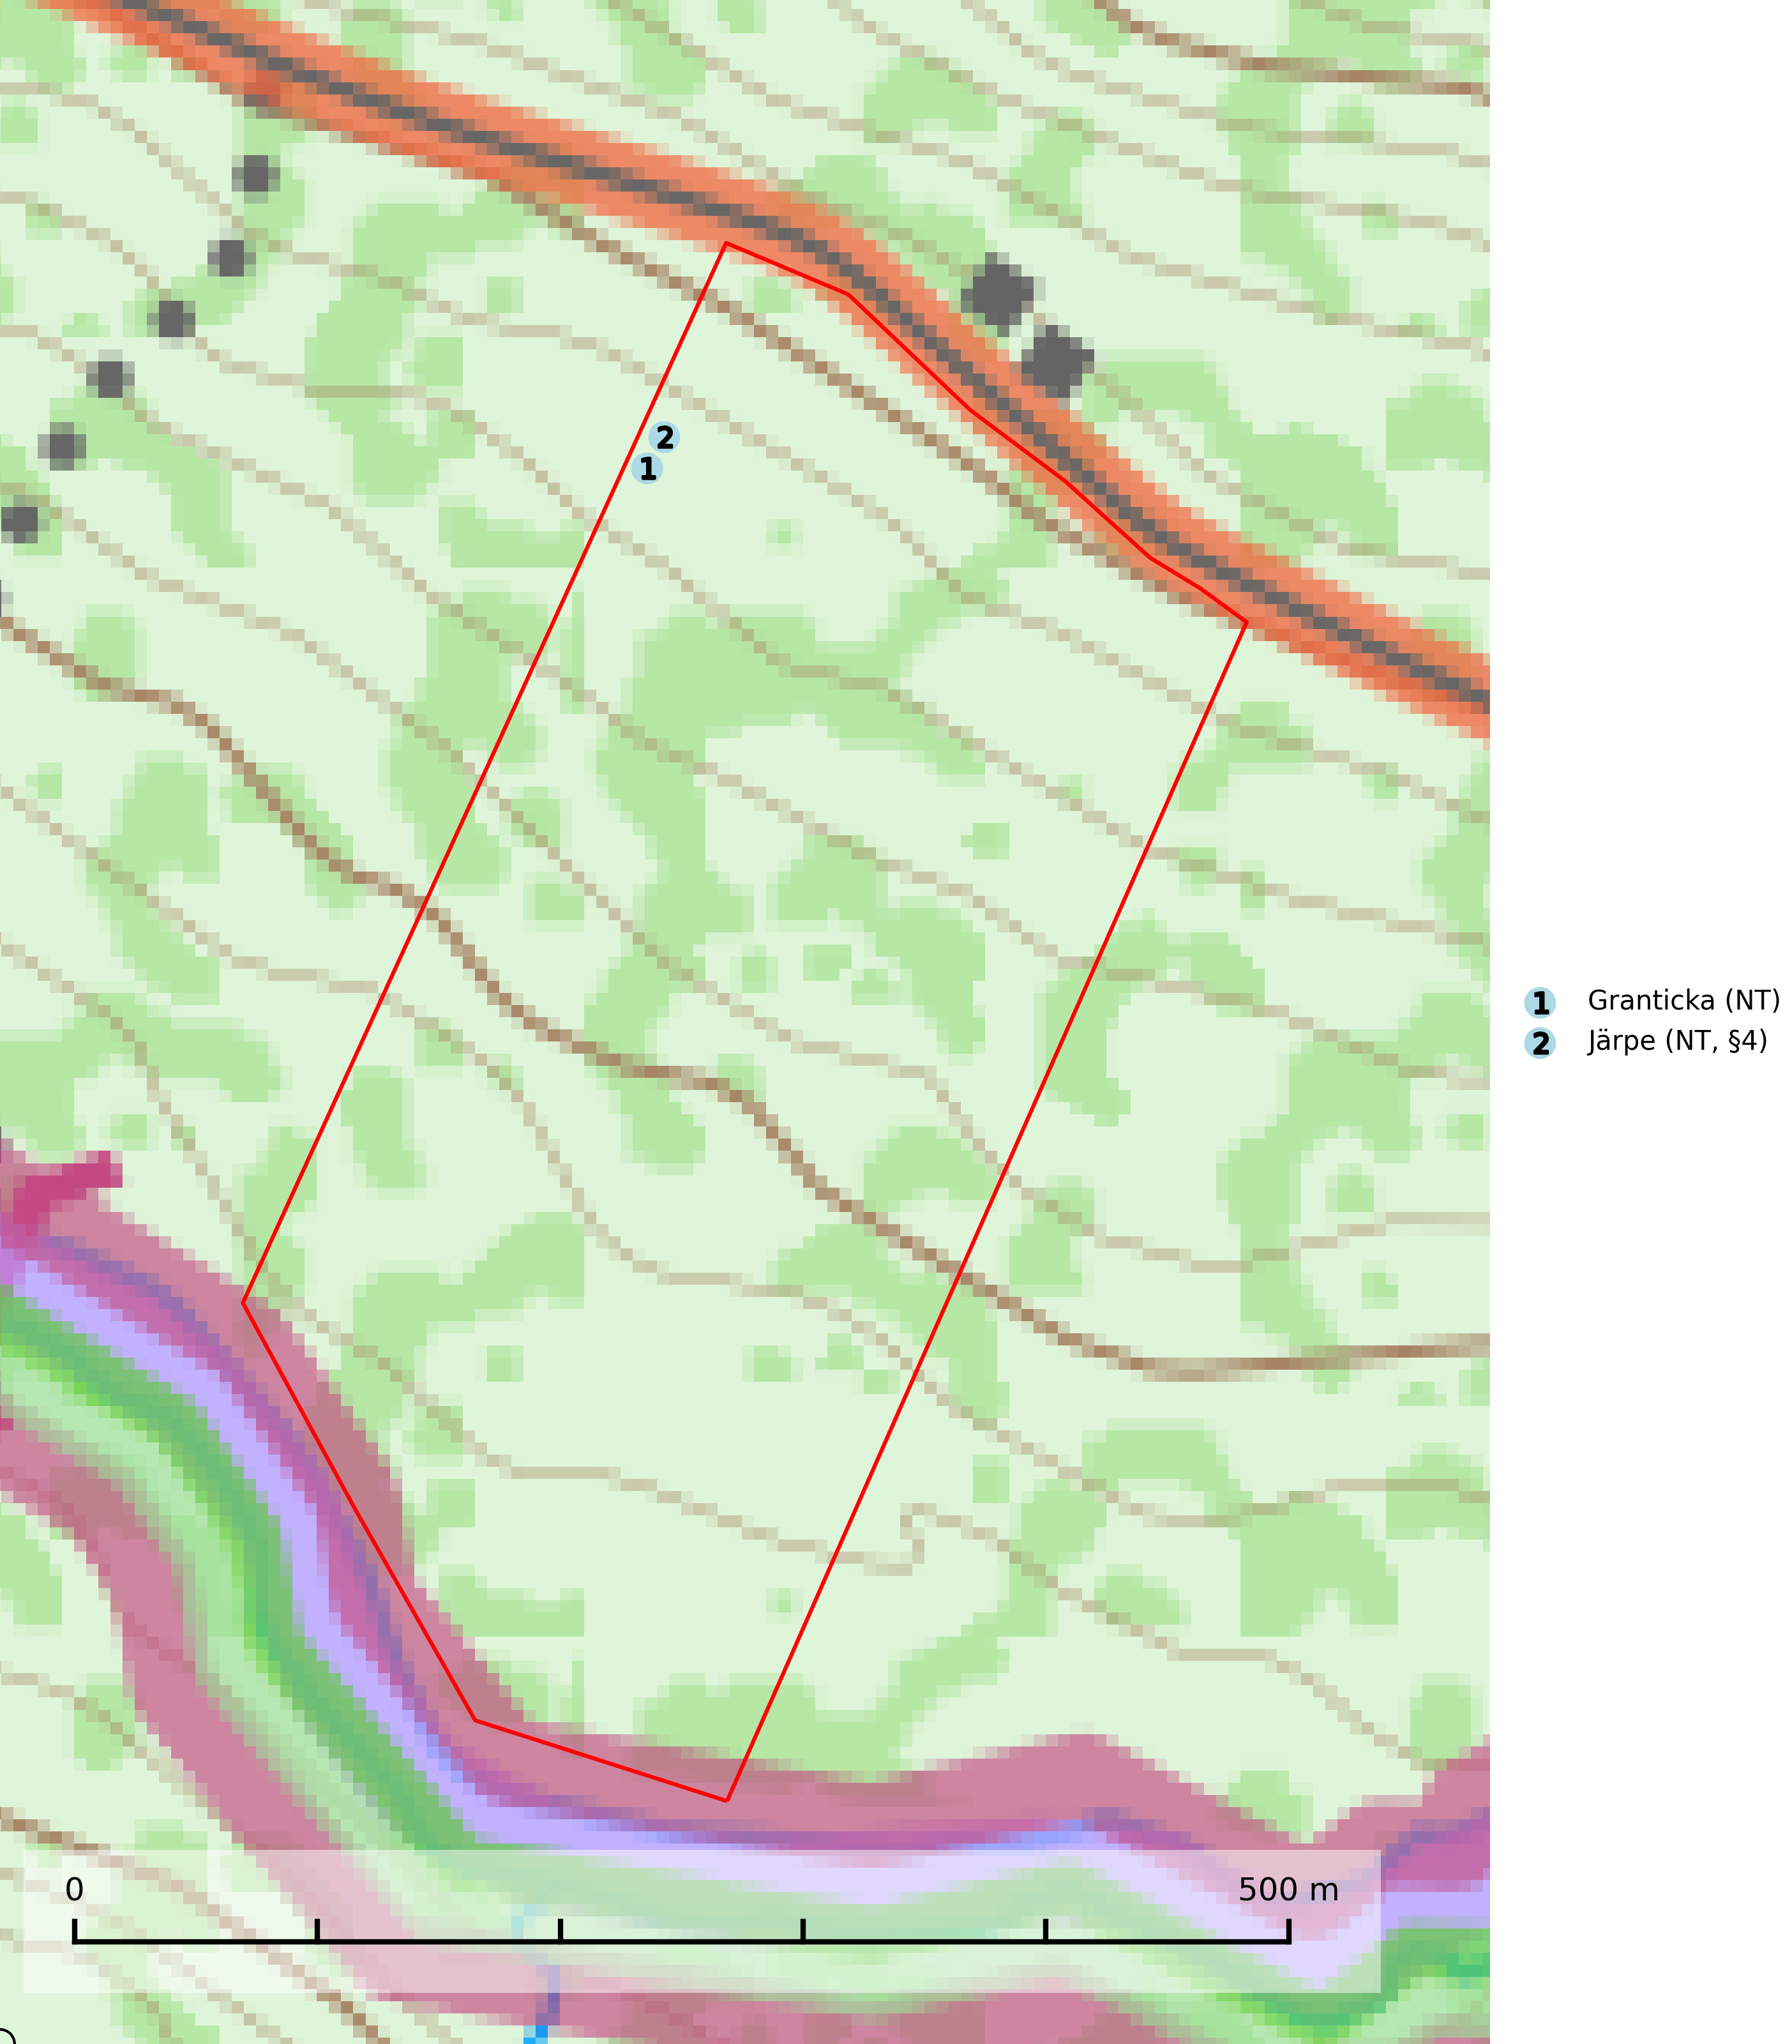 2
1
1 Granticka (NT)
2 Järpe (NT, §4)
0 500 m